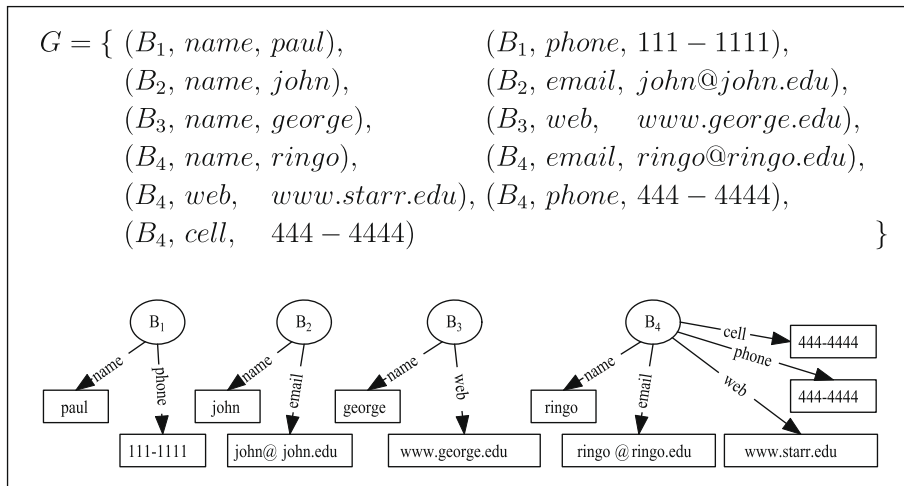 G = { (B₁, name, paul), (B₁, phone, 111 − 1111),
(B₂, name, john), (B₂, email, john@john.edu),
(B₃, name, george), (B₃, web, www.george.edu),
(B₄, name, ringo), (B₄, email, ringo@ringo.edu),
(B₄, web, www.starr.edu), (B₄, phone, 444 − 4444),
(B₄, cell, 444 − 4444) }
B₁ B₂ B₃ B₄
cell 444-4444
name phone name email name web name email web phone
paul john george ringo 444-4444
111-1111 john@ john.edu www.george.edu ringo @ringo.edu www.starr.edu